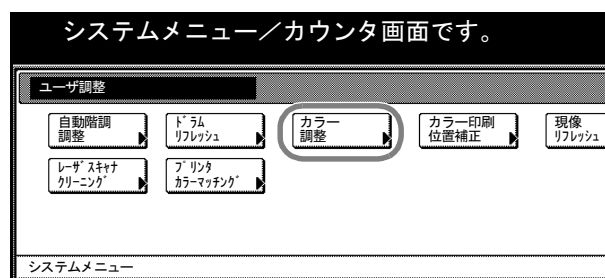 システムメニュー／カウンタ画面です。
ユーザ調整
自動階調
調整
ﾄﾞﾗﾑ
ﾘﾌﾚｯｼｭ
カラー
調整
カラー印刷
位置補正
現像
ﾘﾌﾚｯｼｭ
ﾚｰｻﾞｽｷｬﾅ
ｸﾘｰﾆﾝｸﾞ
ﾌﾟﾘﾝﾀ
ｶﾗｰﾏｯﾁﾝｸﾞ
システムメニュー